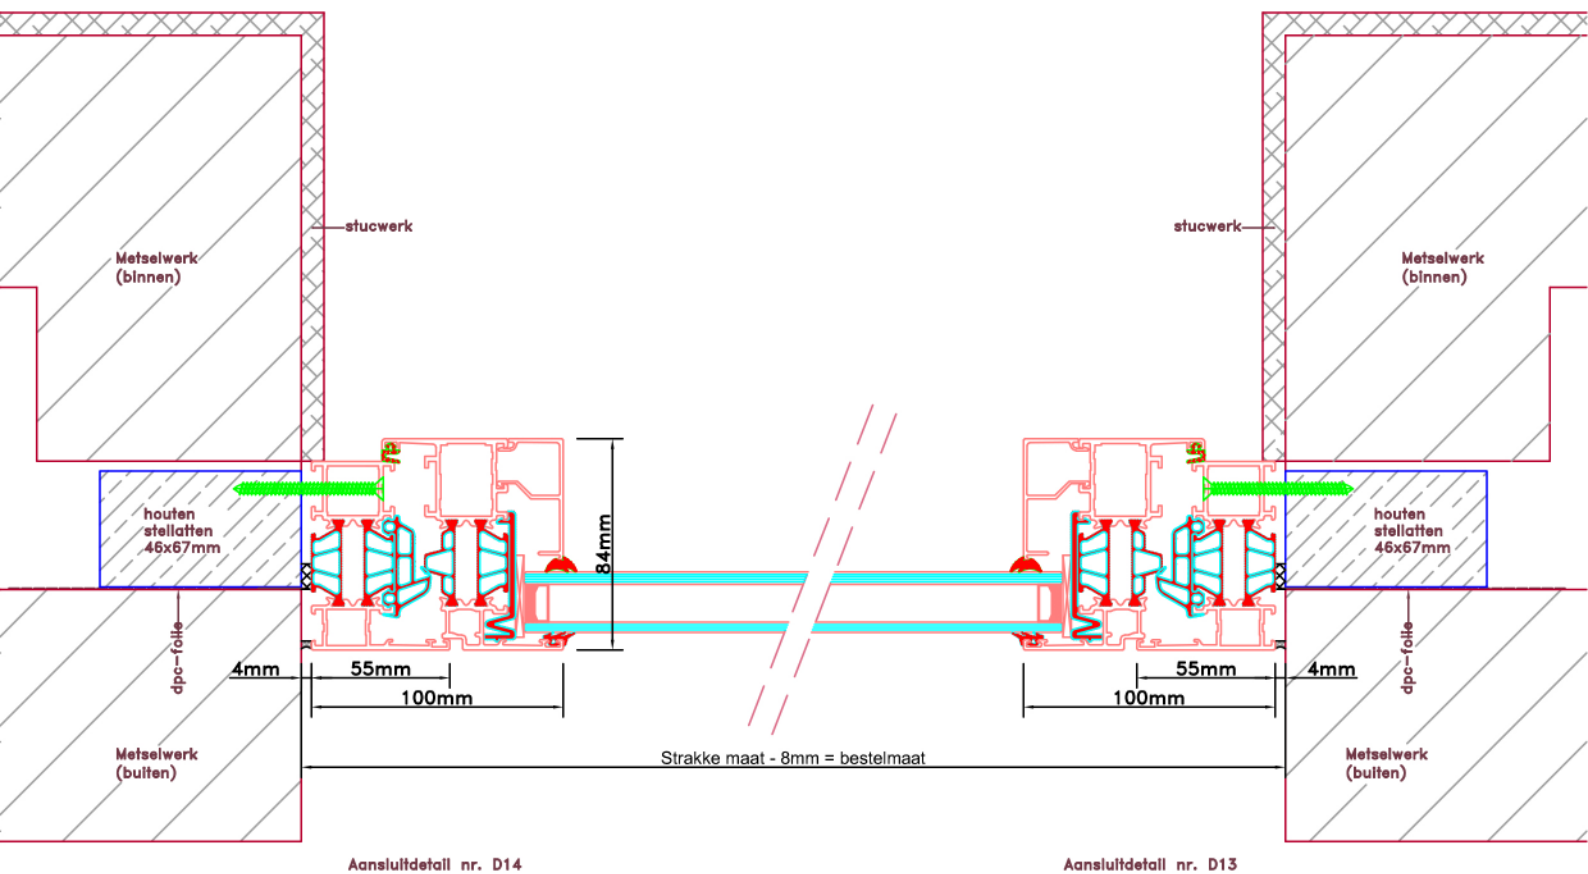 stucwerk
stucwerk
Metselwerk
(binnen)
Metselwerk
(binnen)
houten
stellatten
46x67mm
84mm
houten
stellatten
46x67mm
dpc-folie
dpc-folie
4mm
55mm
55mm
4mm
100mm
100mm
Metselwerk
(buiten)
Strakke maat - 8mm = bestelmaat
Metselwerk
(buiten)
Aansluitdetail nr. D14
Aansluitdetail nr. D13